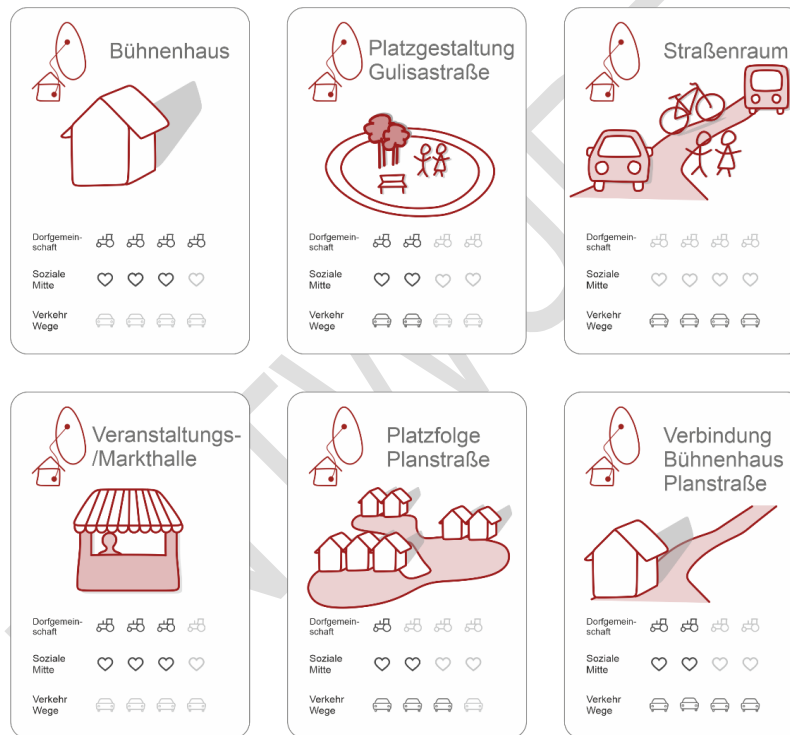 Bühnenhaus
Dorfgemein-
schaft
Soziale
Mitte
Verkehr
Wege
Platzgestaltung
Gulisastraße
Dorfgemein-
schaft
Soziale
Mitte
Verkehr
Wege
Straßenraum
Dorfgemein-
schaft
Soziale
Mitte
Verkehr
Wege
Veranstaltungs-
/Markthalle
Dorfgemein-
schaft
Soziale
Mitte
Verkehr
Wege
Platzfolge
Planstraße
Dorfgemein-
schaft
Soziale
Mitte
Verkehr
Wege
Verbindung
Bühnenhaus
Planstraße
Dorfgemein-
schaft
Soziale
Mitte
Verkehr
Wege